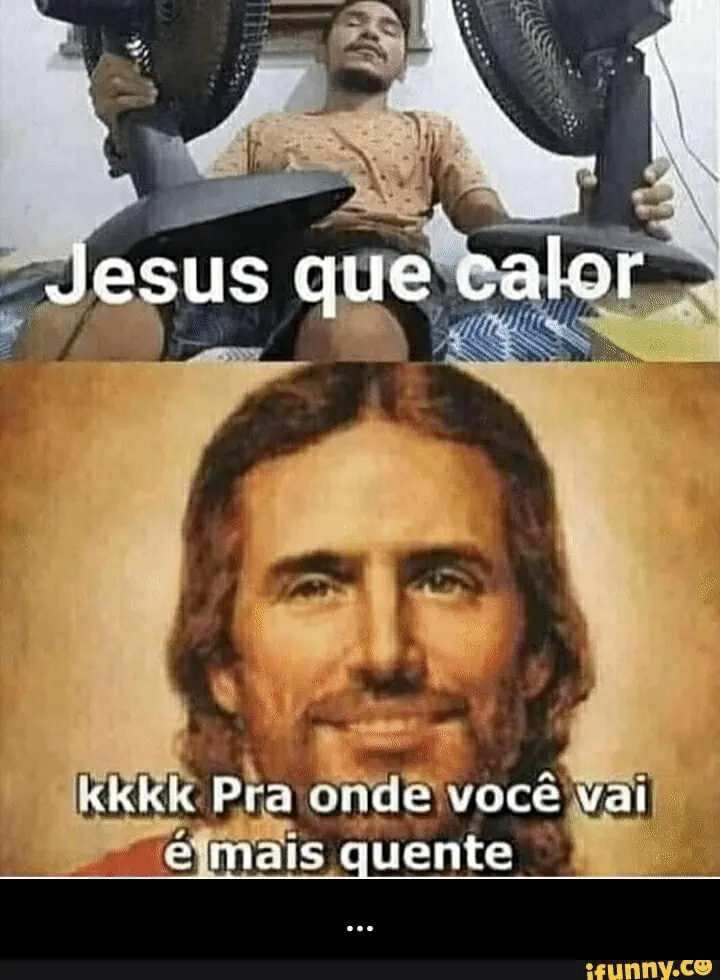 Jesus que calor
kkkk Pra onde você vai
é mais quente
...
ifunny.co